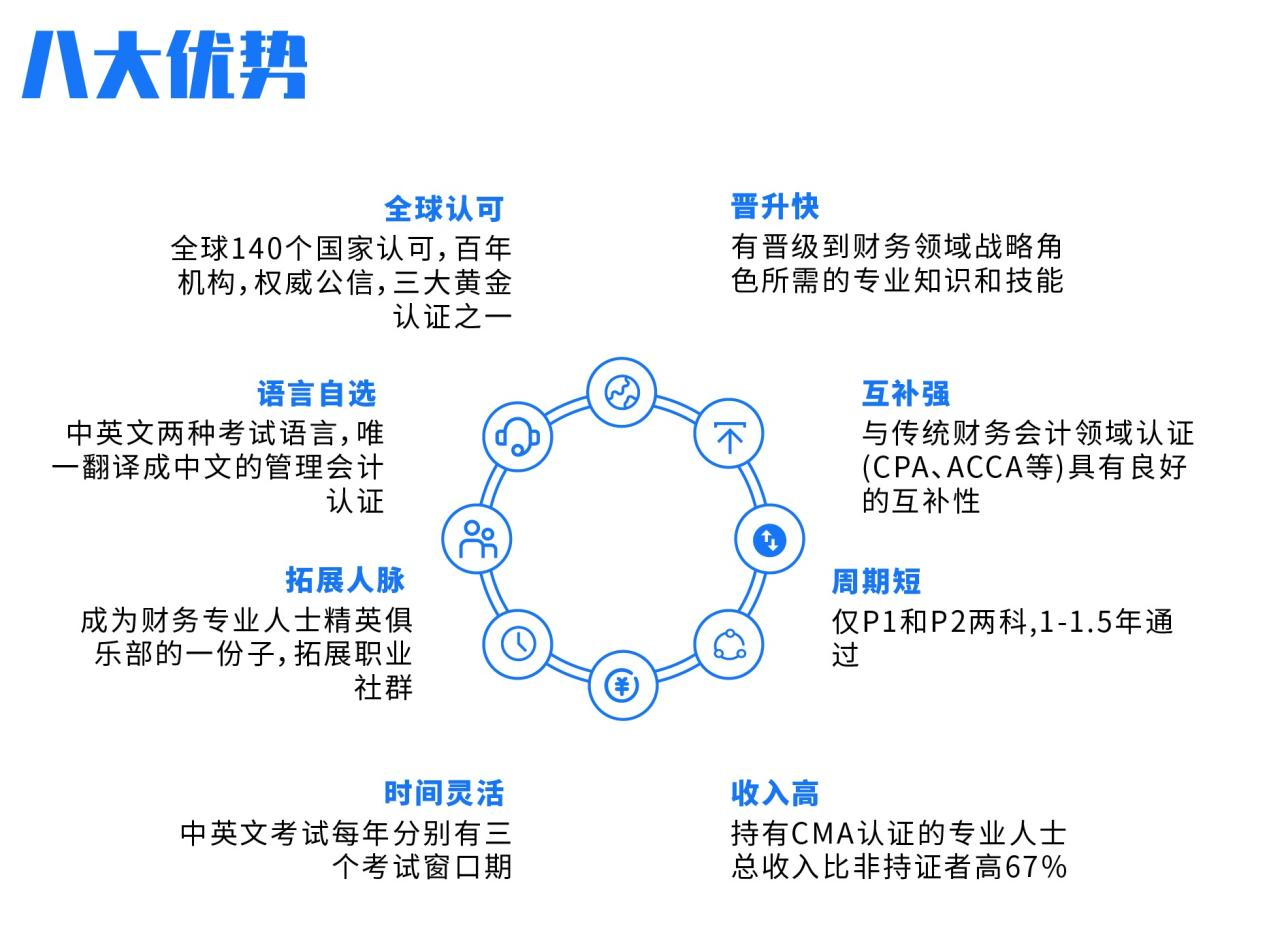 八大优势
全球认可
全球140个国家认可，百年
机构，权威公信，三大黄金
认证之一
晋升快
有晋级到财务领域战略角
色所需的专业知识和技能
语言自选
中英文两种考试语言，唯
一翻译成中文的管理会计
认证
互补强
与传统财务会计领域认证
(CPA、ACCA等)具有良好
的互补性
拓展人脉
成为财务专业人士精英俱
乐部的一份子，拓展职业
社群
周期短
仅P1和P2两科,1-1.5年通
过
时间灵活
中英文考试每年分别有三
个考试窗口期
收入高
持有CMA认证的专业人士
总收入比非持证者高67%